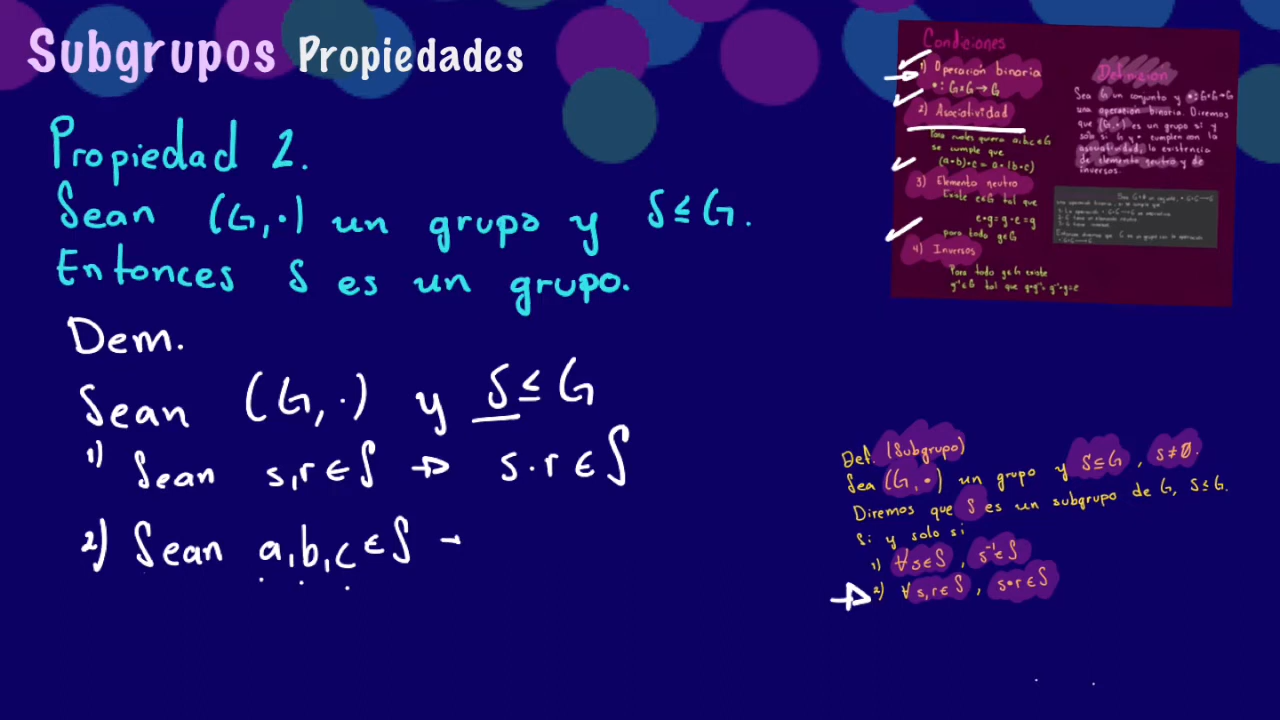 Subgrupos Propiedades
Propiedad 2.
Sean (G,·) un grupo y S≤G.
Entonces S es un grupo.
Dem.
Sean (G,·) y S≤G
1) Sean s,r∈S → s·r∈S
2) Sean a,b,c∈S -
Condiciones
1) Operación binaria
•: G×G→G
2) Asociatividad
Para cuales quiera a,b,c∈G
se cumple que
(a•b)•c = a•(b•c)
3) Elemento neutro
Existe e∈G tal que
e•g=g•e=g
para todo g∈G
4) Inversos
Para todo g∈G existe
g⁻¹∈G tal que g•g⁻¹=g⁻¹•g=e
Definición
Sea G un conjunto y •:G×G→G
una operación binaria. Diremos
que (G,•) es un grupo si y
solo si G y • cumplen con la
asociatividad, la existencia
de elemento neutro y de
inversos.
Def. (Subgrupo)
Sea (G,•) un grupo y S⊆G, S≠∅.
Diremos que S es un subgrupo de G, S≤G.
Si y solo si
1) ∀s∈S, s⁻¹∈S
→ 2) ∀s,r∈S, s•r∈S